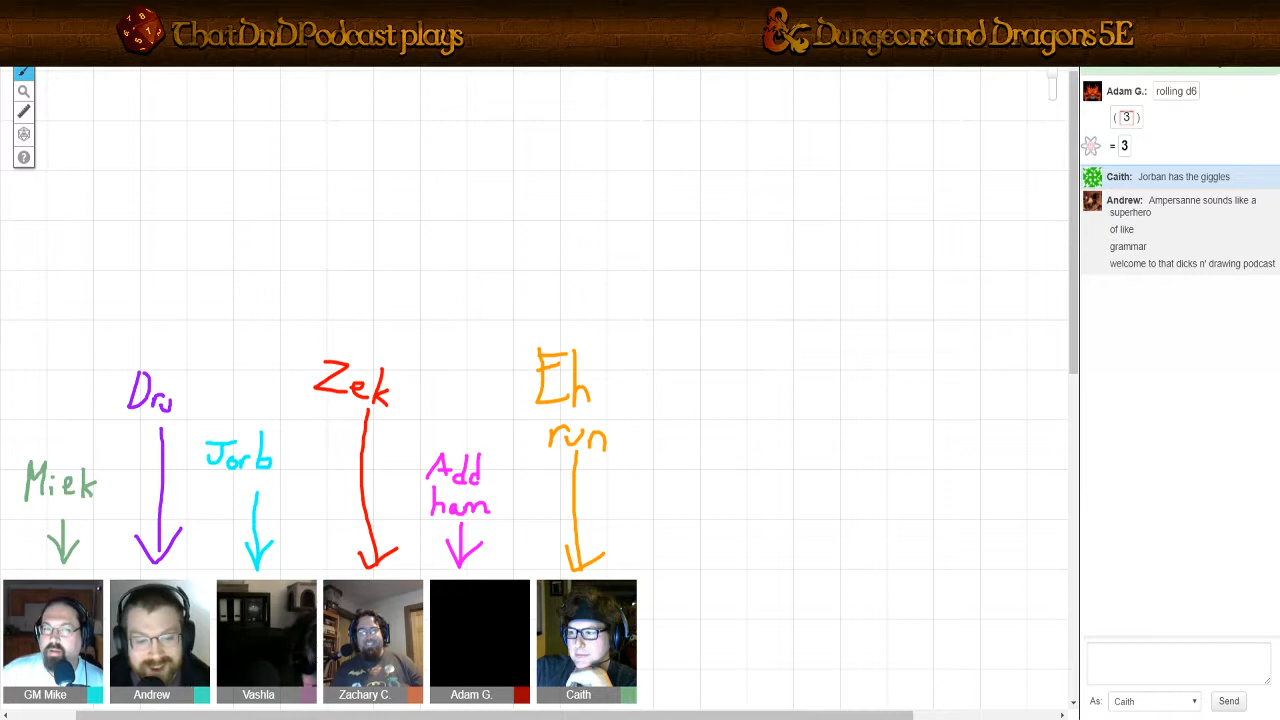 ThatDnDPodcast plays
Dungeons and Dragons 5E
Adam G.: rolling d6
( 3 )
= 3
Caith: Jorban has the giggles
Andrew: Ampersanne sounds like a
superhero
of like
grammar
welcome to that dicks n' drawing podcast
Miek
Dru
Jorb
Zek
Add
ham
Eh
run
GM Mike
Andrew
Vashla
Zachary C.
Adam G.
Caith
As: Caith
Send